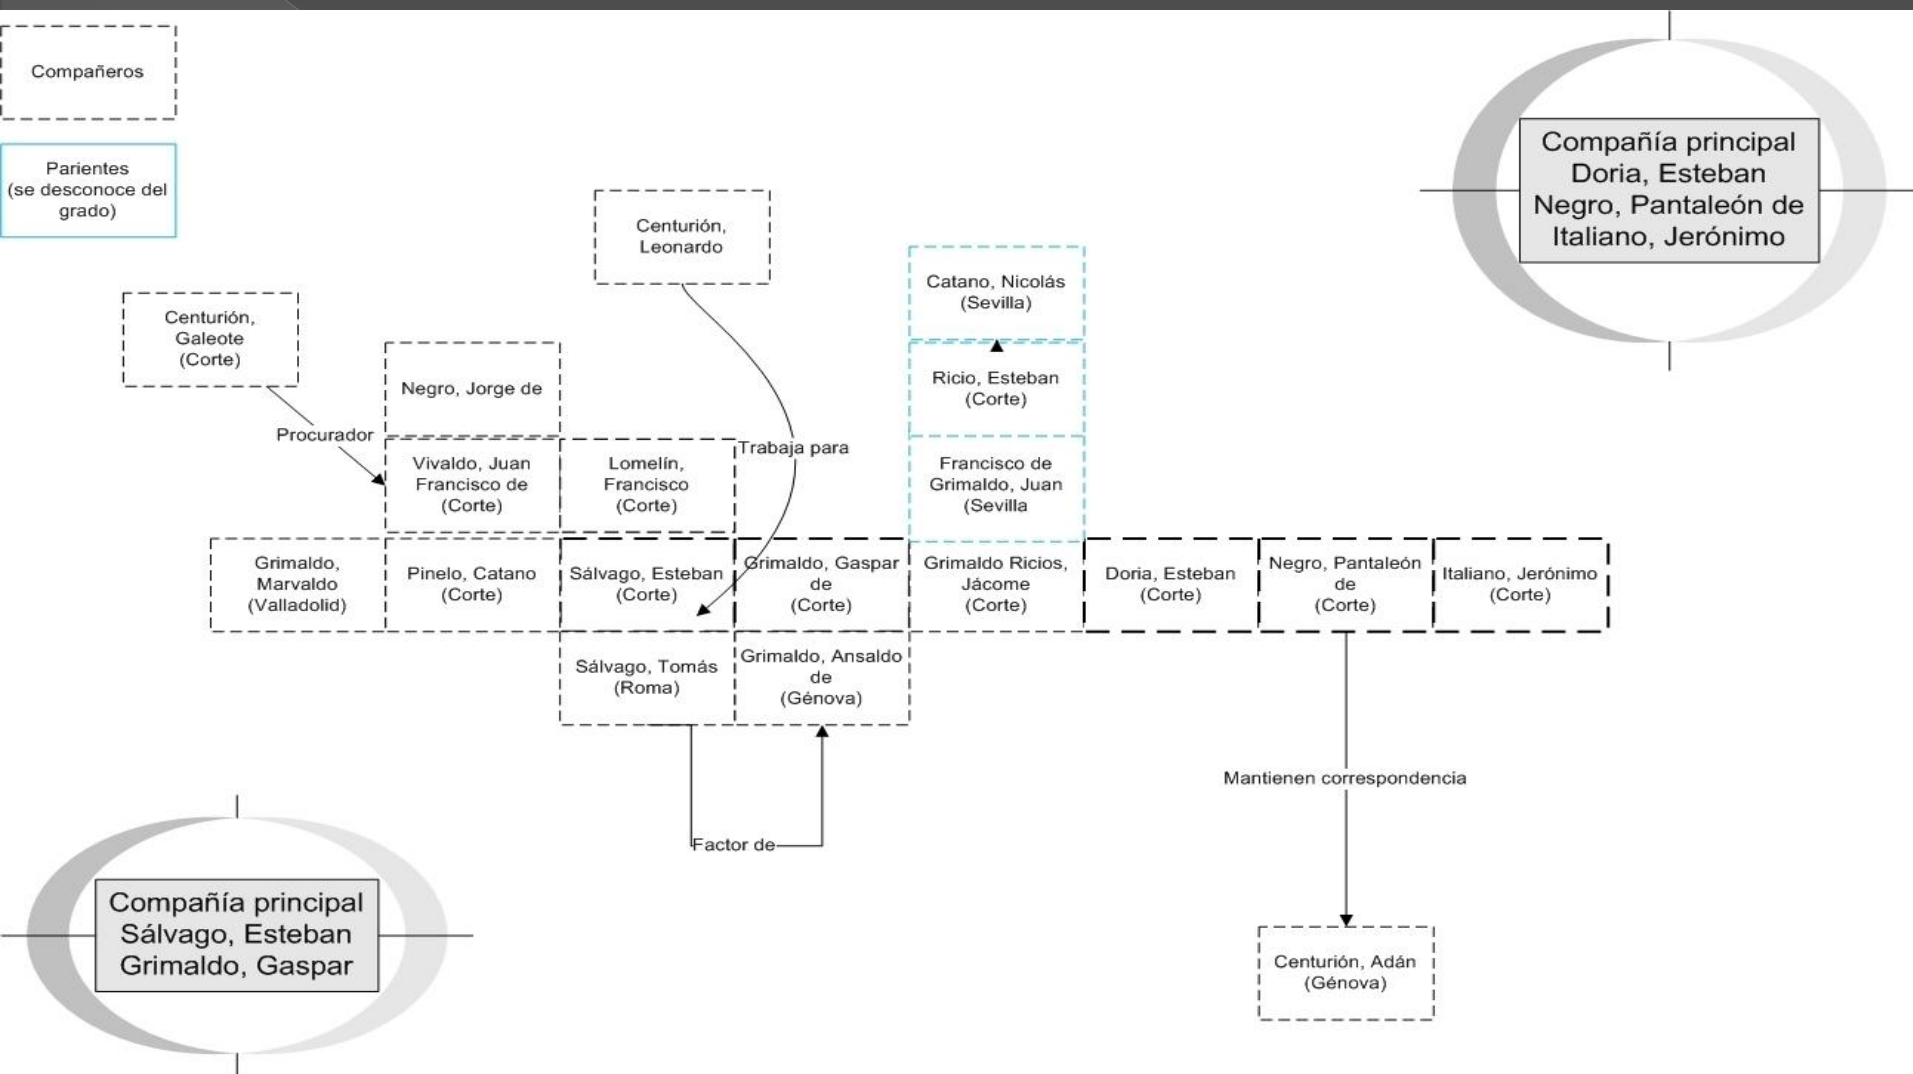 Compañeros
Parientes
(se desconoce del
grado)
Compañía principal
Doria, Esteban
Negro, Pantaleón de
Italiano, Jerónimo
Centurión,
Leonardo
Catano, Nicolás
(Sevilla)
Centurión,
Galeote
(Corte)
Negro, Jorge de
Ricio, Esteban
(Corte)
Procurador
Trabaja para
Vivaldo, Juan
Francisco de
(Corte)
Lomelín,
Francisco
(Corte)
Francisco de
Grimaldo, Juan
(Sevilla
Grimaldo,
Marvaldo
(Valladolid)
Pinelo, Catano
(Corte)
Sálvago, Esteban
(Corte)
Grimaldo, Gaspar
de
(Corte)
Grimaldo Ricios,
Jácome
(Corte)
Doria, Esteban
(Corte)
Negro, Pantaleón
de
(Corte)
Italiano, Jerónimo
(Corte)
Sálvago, Tomás
(Roma)
Grimaldo, Ansaldo
de
(Génova)
Mantienen correspondencia
Factor de
Compañía principal
Sálvago, Esteban
Grimaldo, Gaspar
Centurión, Adán
(Génova)